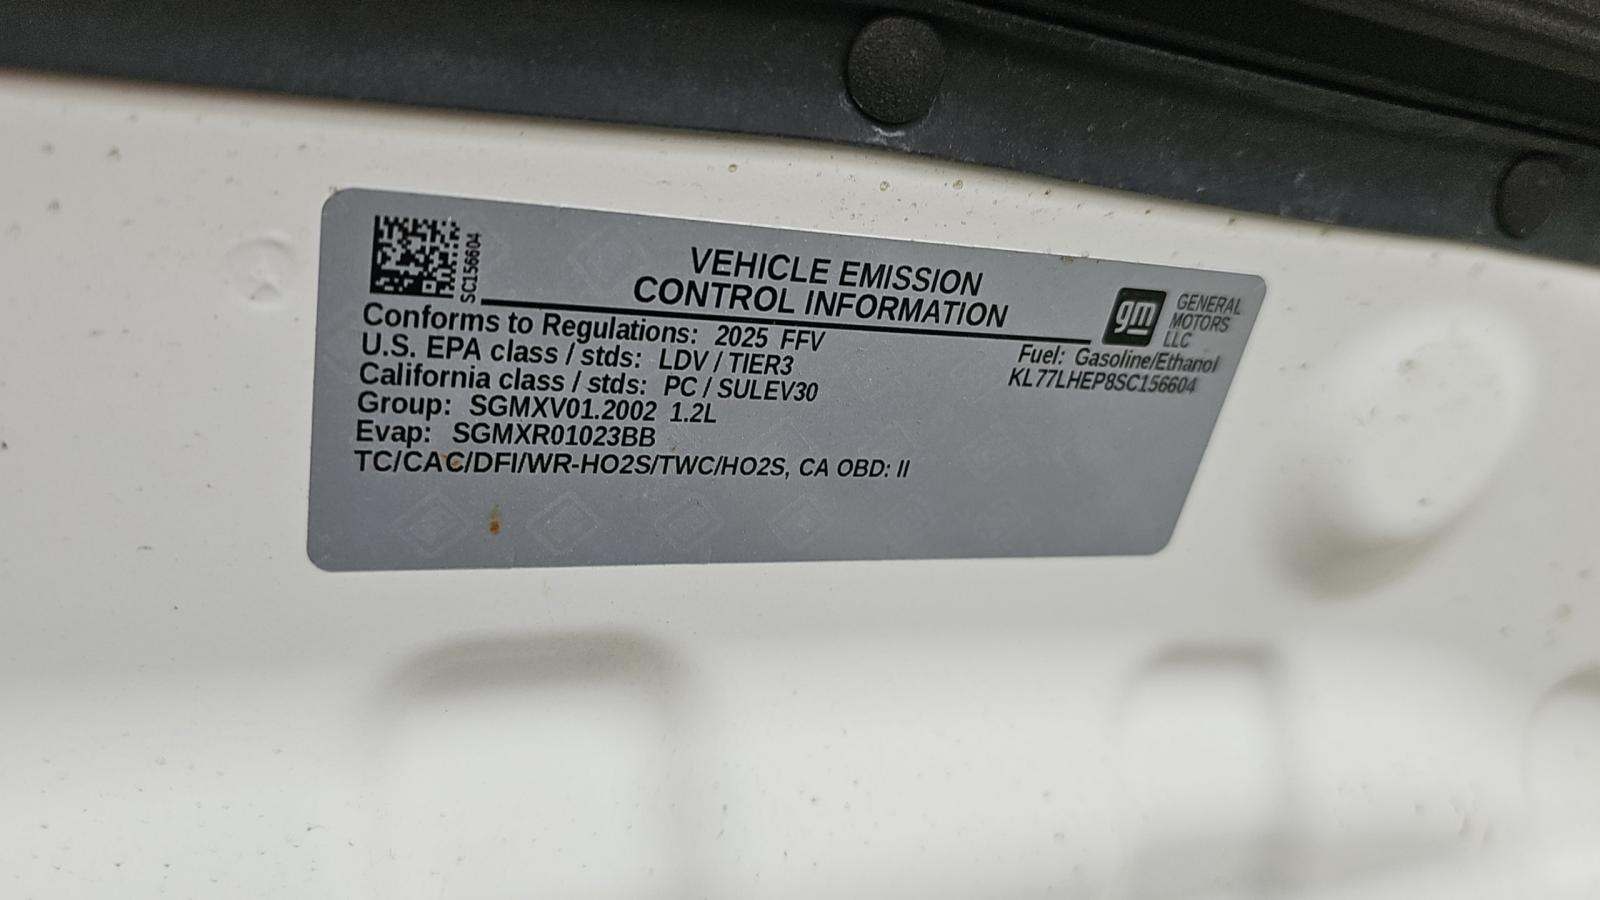 SC156604
VEHICLE EMISSION
CONTROL INFORMATION
gm
GENERAL
MOTORS
LLC
Conforms to Regulations: 2025 FFV
U.S. EPA class / stds: LDV / TIER3
California class / stds: PC / SULEV30
Group: SGMXV01.2002 1.2L
Evap: SGMXR01023BB
TC/CAC/DFI/WR-HO2S/TWC/HO2S, CA OBD: II
Fuel: Gasoline/Ethanol
KL77LHEP8SC156604